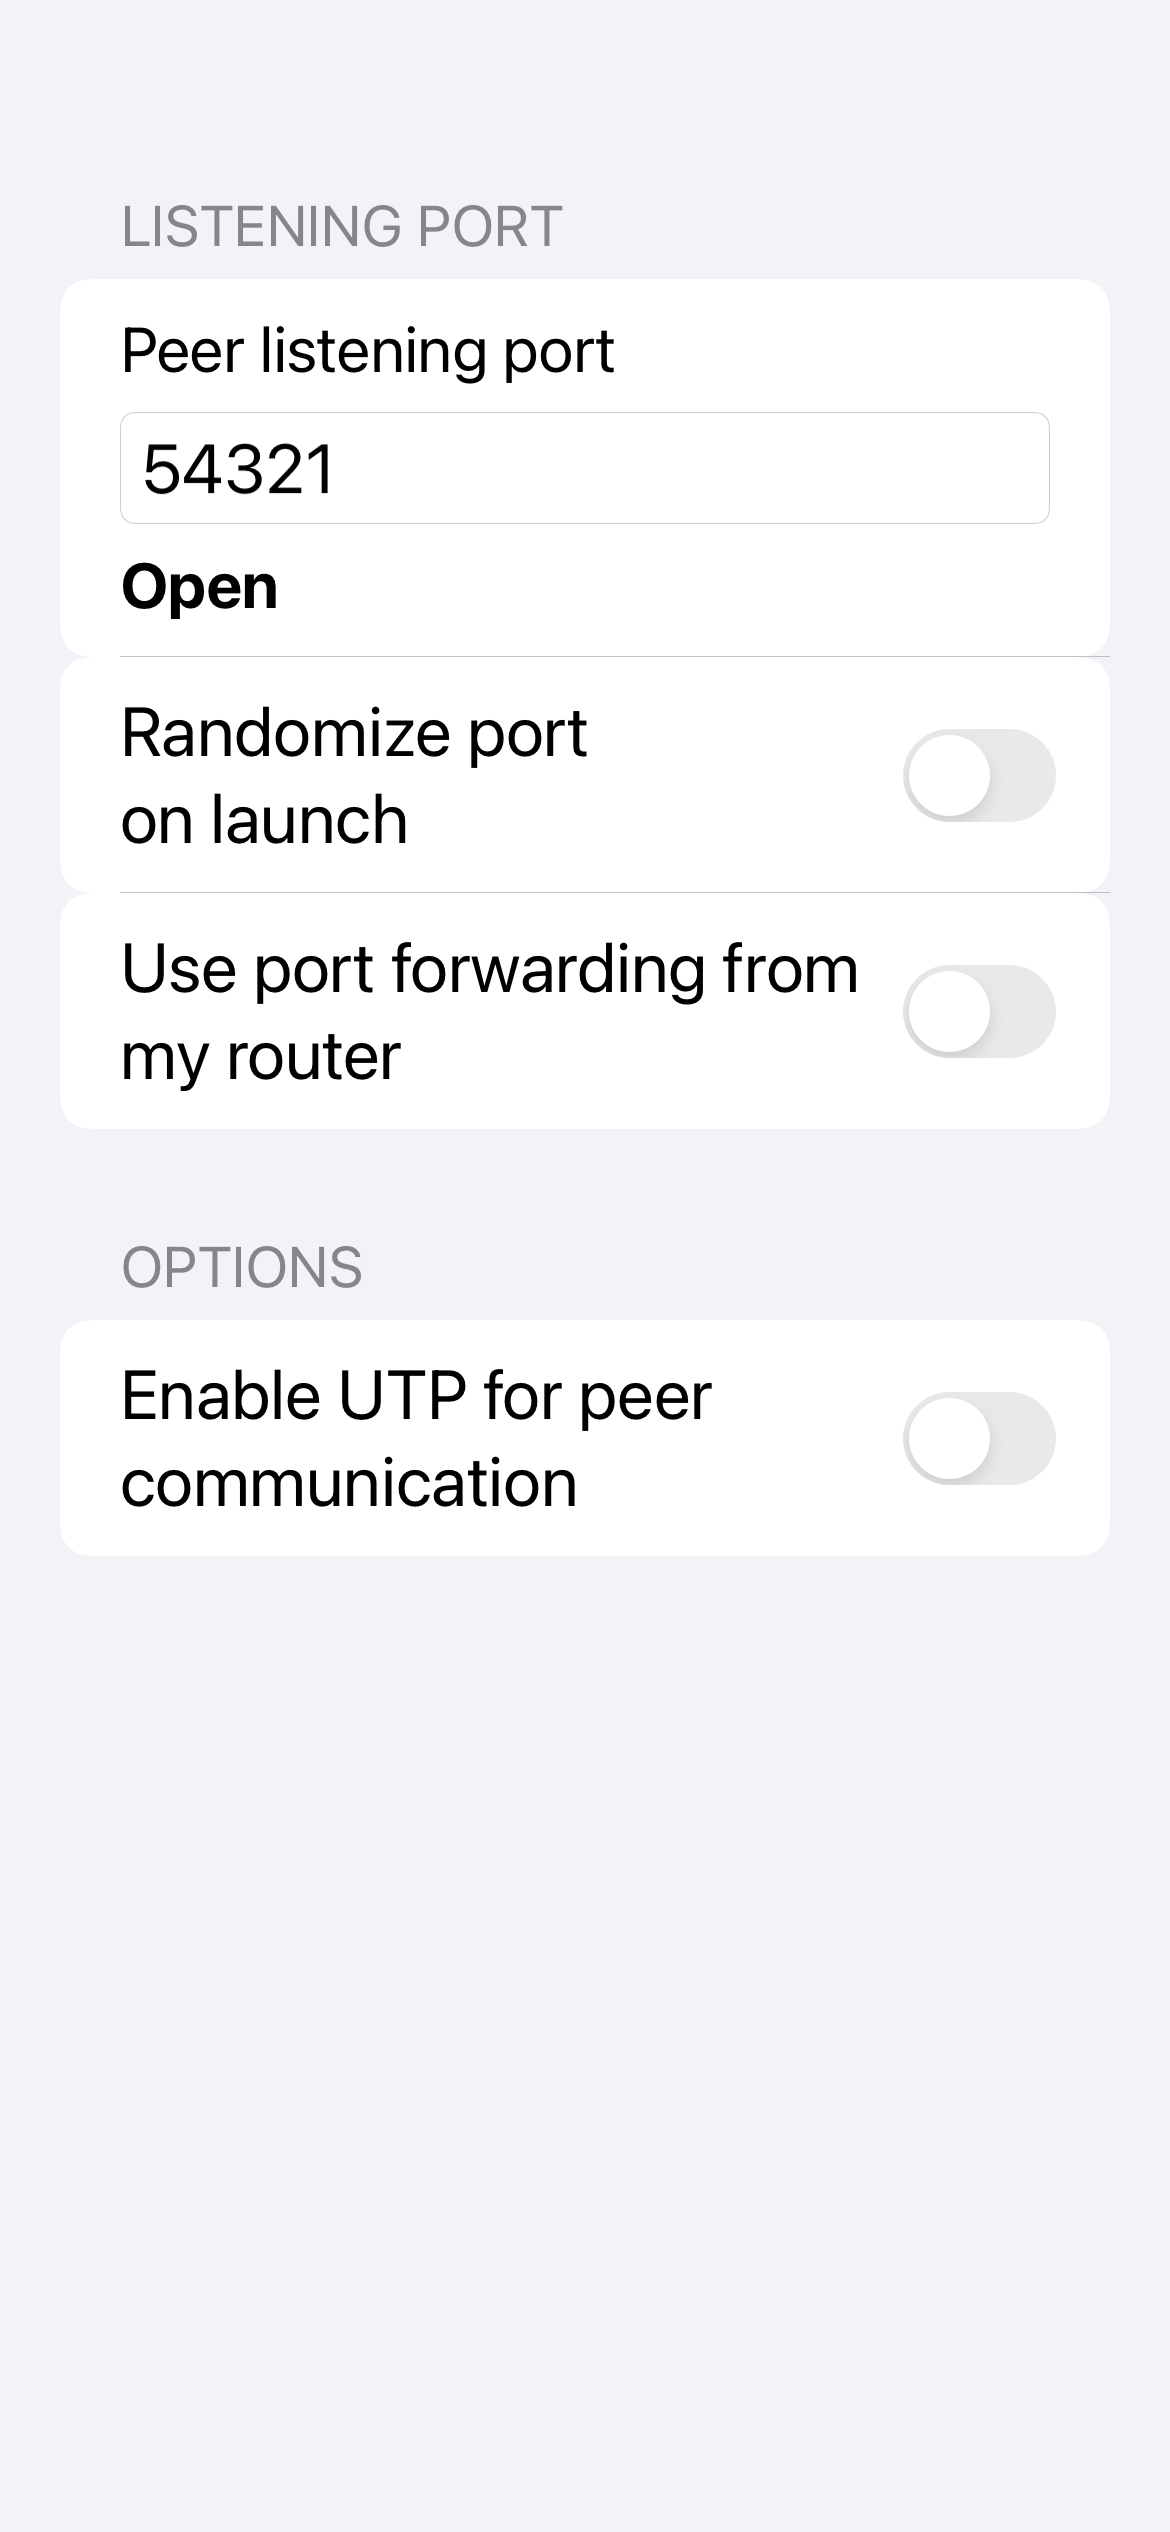 LISTENING PORT
Peer listening port
54321
Open
Randomize port
on launch
Use port forwarding from
my router
OPTIONS
Enable UTP for peer
communication